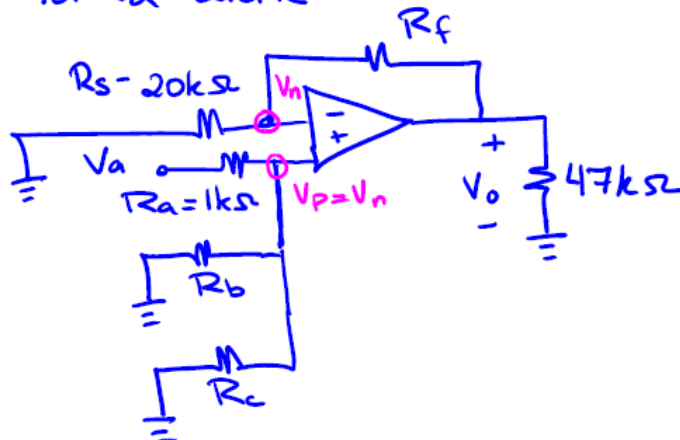 Rf
Rs - 20kΩ
Vn
-
+
Va
Ra = 1kΩ
Vp = Vn
+
Vo
-
47kΩ
Rb
Rc